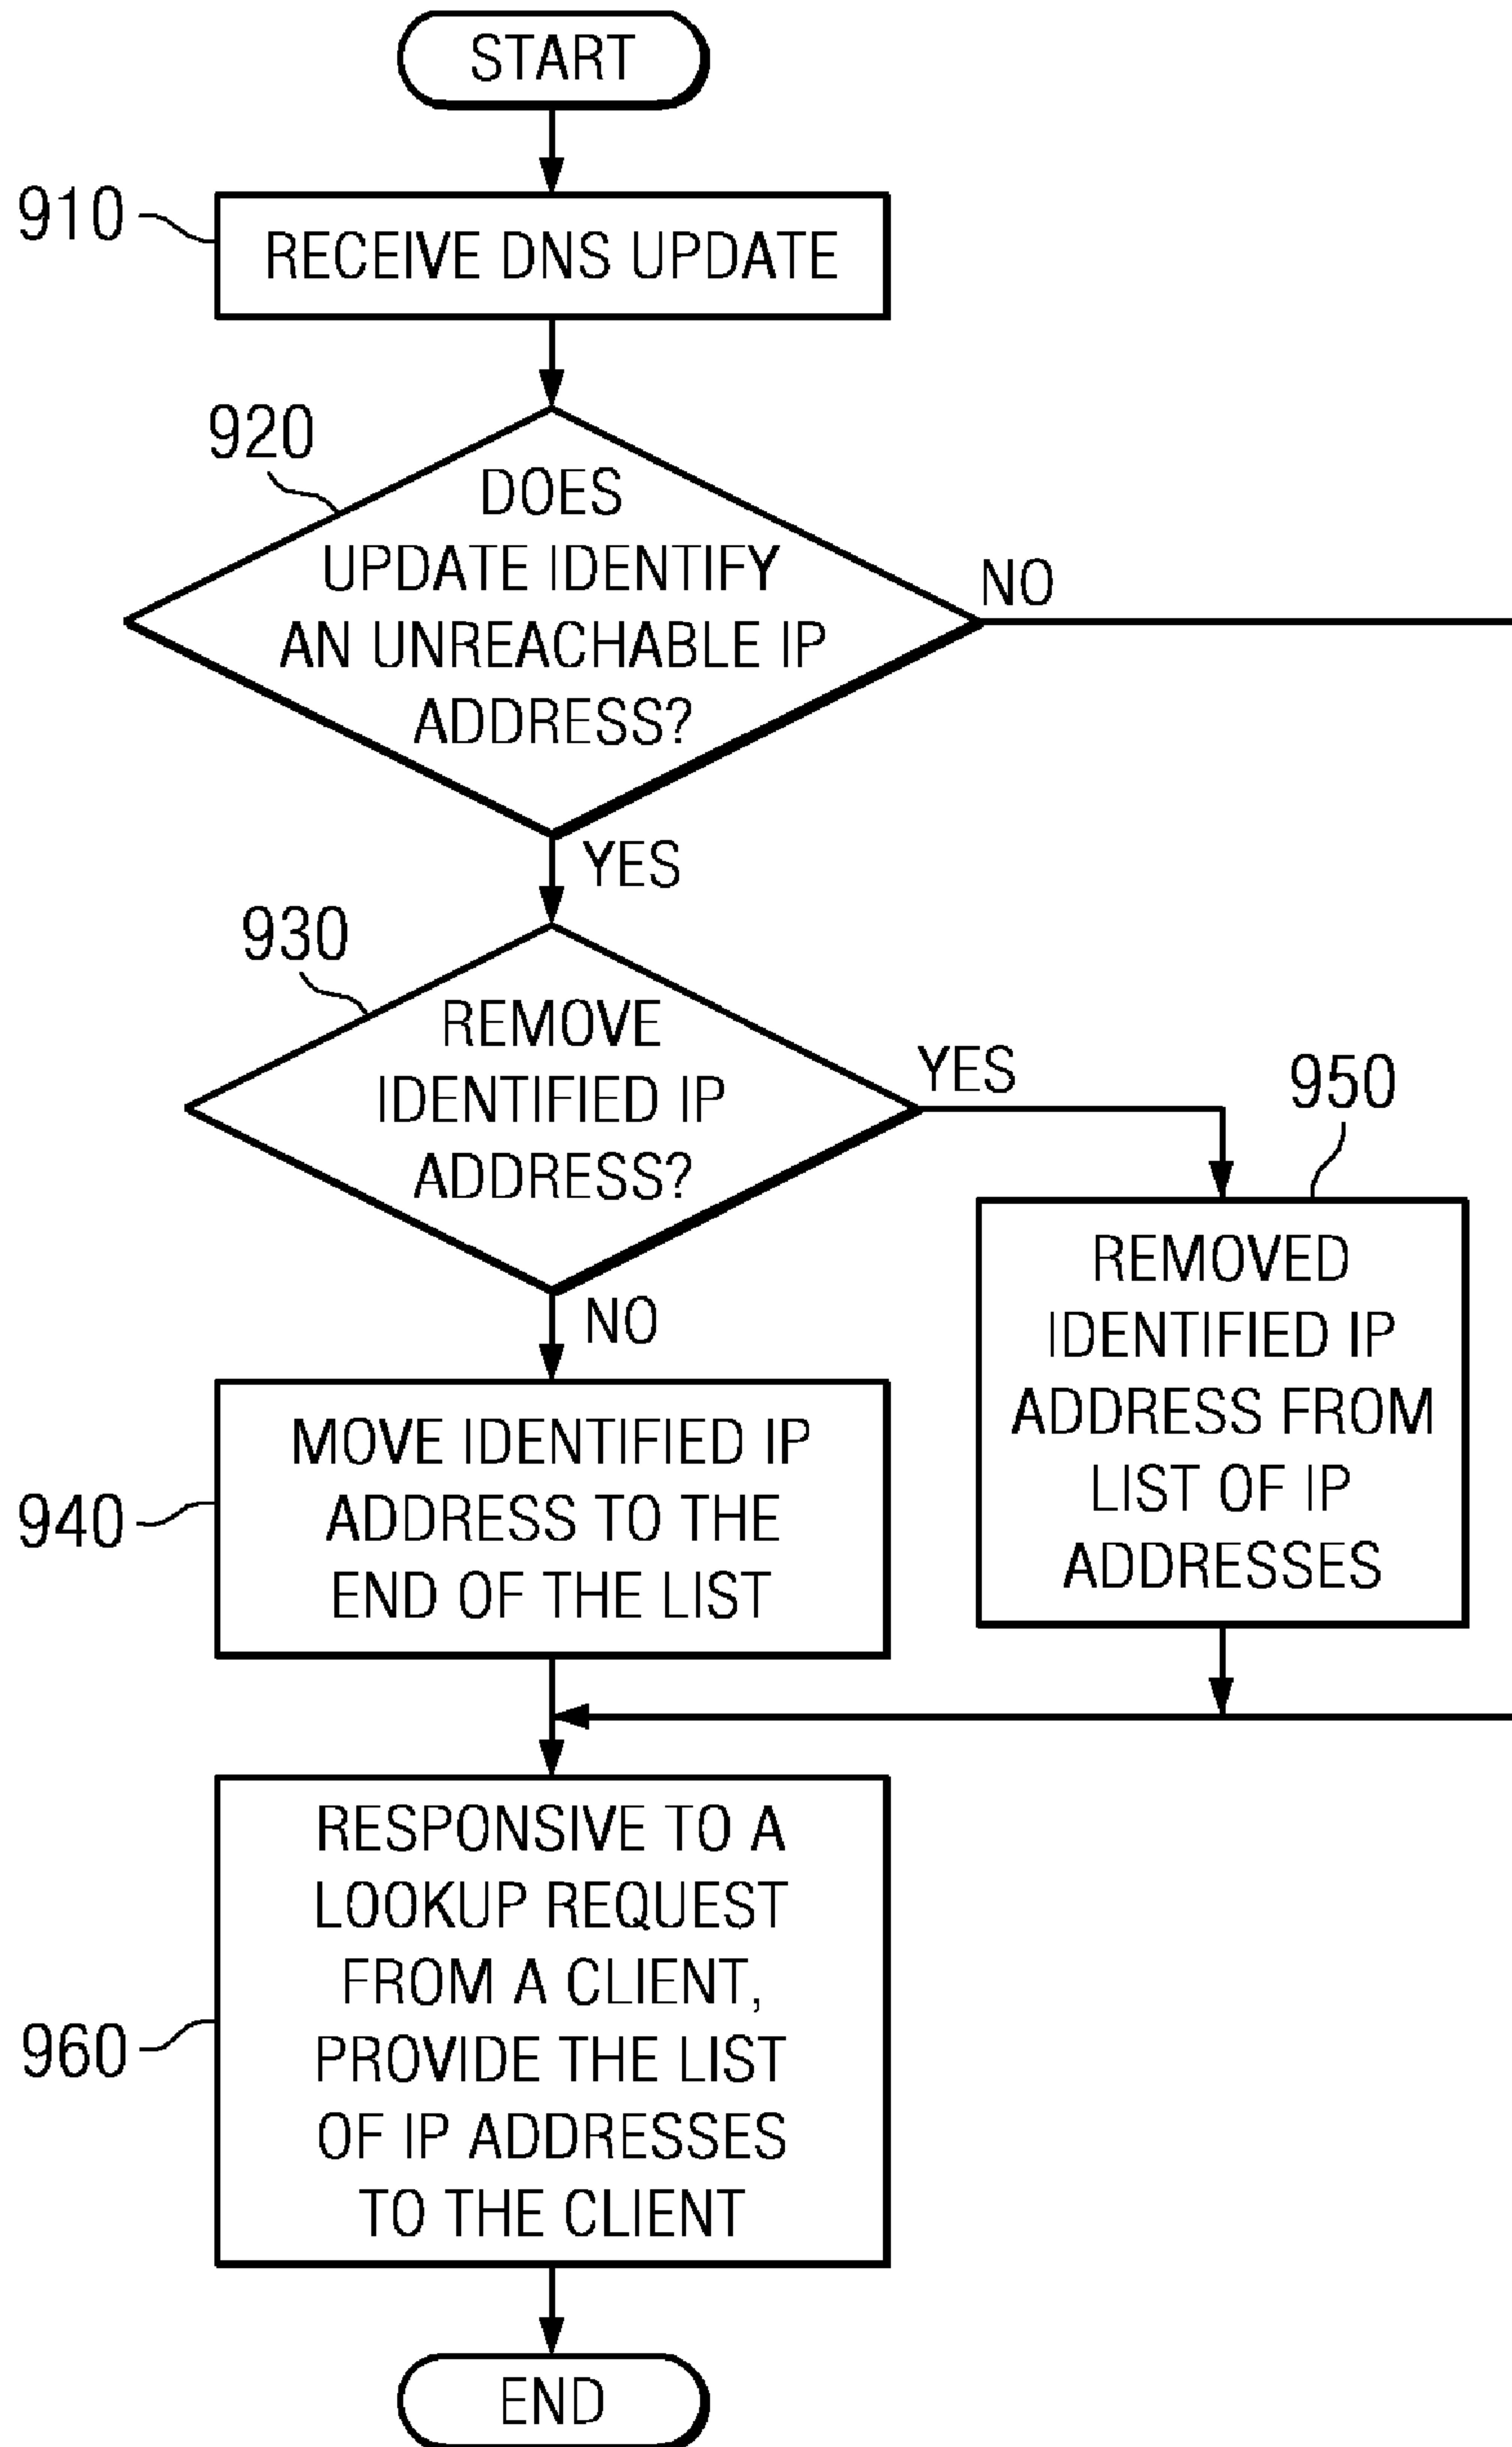 START
910
RECEIVE DNS UPDATE
920
DOES
UPDATE IDENTIFY
AN UNREACHABLE IP
ADDRESS?
NO
YES
930
REMOVE
IDENTIFIED IP
ADDRESS?
YES
950
REMOVED
IDENTIFIED IP
ADDRESS FROM
LIST OF IP
ADDRESSES
NO
940
MOVE IDENTIFIED IP
ADDRESS TO THE
END OF THE LIST
960
RESPONSIVE TO A
LOOKUP REQUEST
FROM A CLIENT,
PROVIDE THE LIST
OF IP ADDRESSES
TO THE CLIENT
END